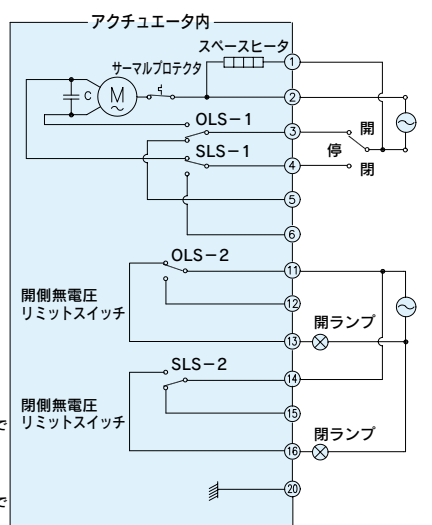 アクチュエータ内
スペースヒータ
サーマルプロテクタ
1
C
M
2
OLS-1
3
開
SLS-1
停
4
閉
5
6
OLS-2
11
開側無電圧
リミットスイッチ
12
開ランプ
13
SLS-2
14
閉側無電圧
リミットスイッチ
15
で
閉ランプ
16
20
で